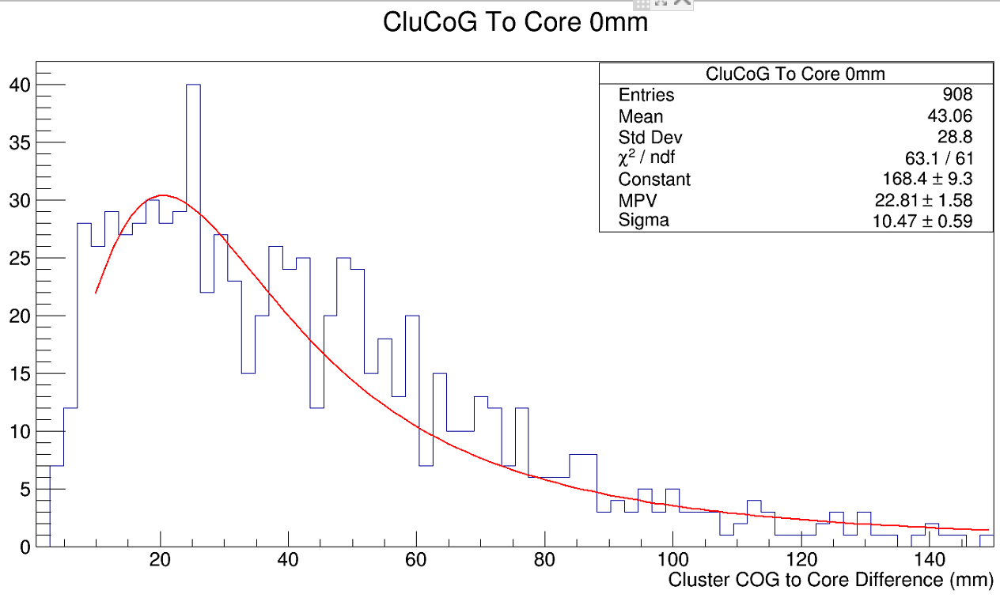 CluCoG To Core 0mm
CluCoG To Core 0mm
Entries 908
Mean 43.06
Std Dev 28.8
χ² / ndf 63.1 / 61
Constant 168.4 ± 9.3
MPV 22.81 ± 1.58
Sigma 10.47 ± 0.59
40
35
30
25
20
15
10
5
0
20 40 60 80 100 120 140
Cluster COG to Core Difference (mm)